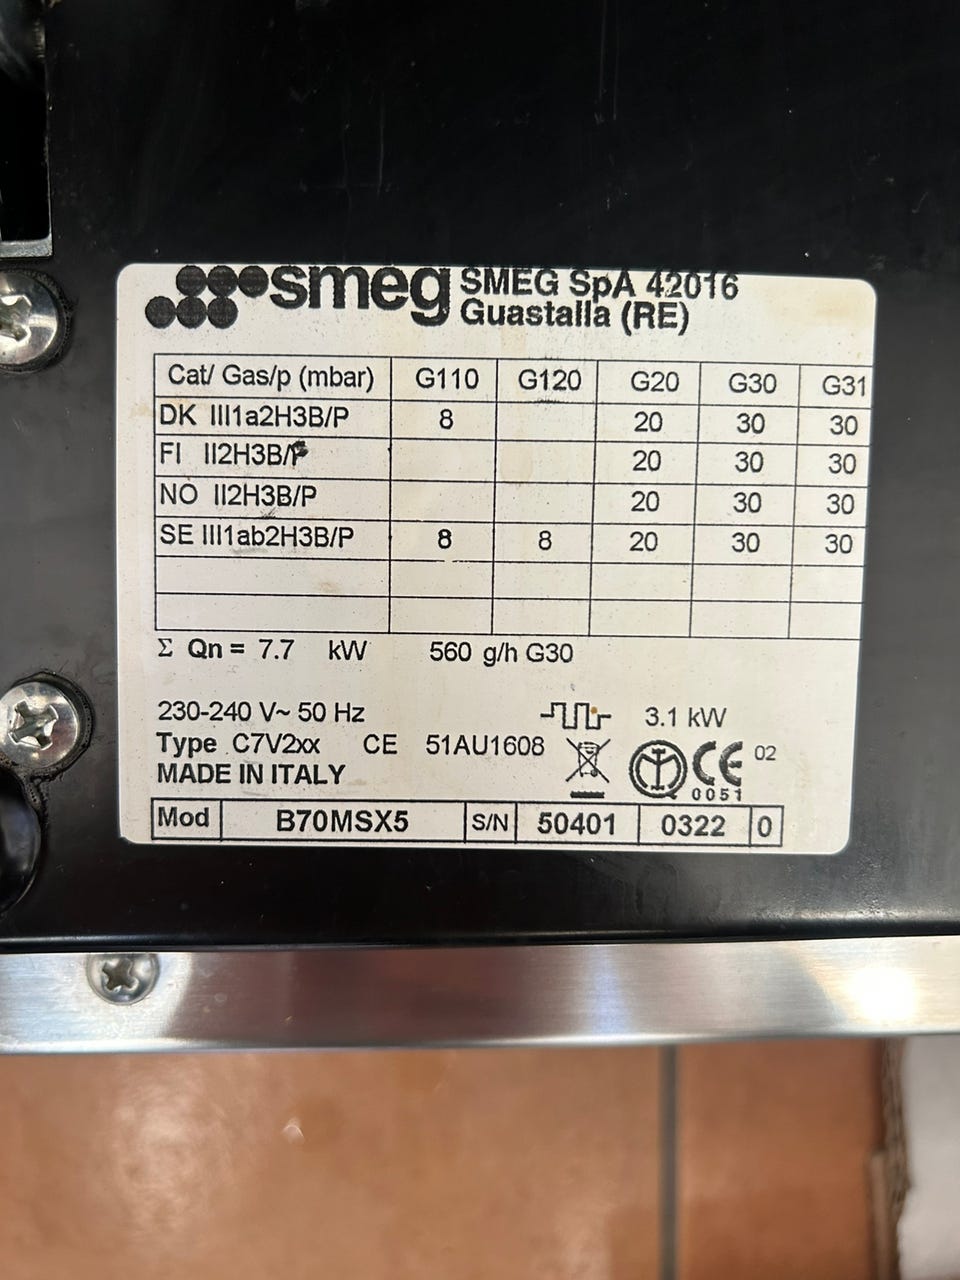 smeg SMEG SpA 42016
Guastalla (RE)
Cat/ Gas/p (mbar) G110 G120 G20 G30 G31
DK III1a2H3B/P 8 20 30 30
FI II2H3B/P 20 30 30
NO II2H3B/P 20 30 30
SE III1ab2H3B/P 8 8 20 30 30
Σ Qn = 7.7 kW 560 g/h G30
230-240 V~ 50 Hz 3.1 kW
Type C7V2xx CE 51AU1608 CE 02
0051
MADE IN ITALY
Mod B70MSX5 S/N 50401 0322 0